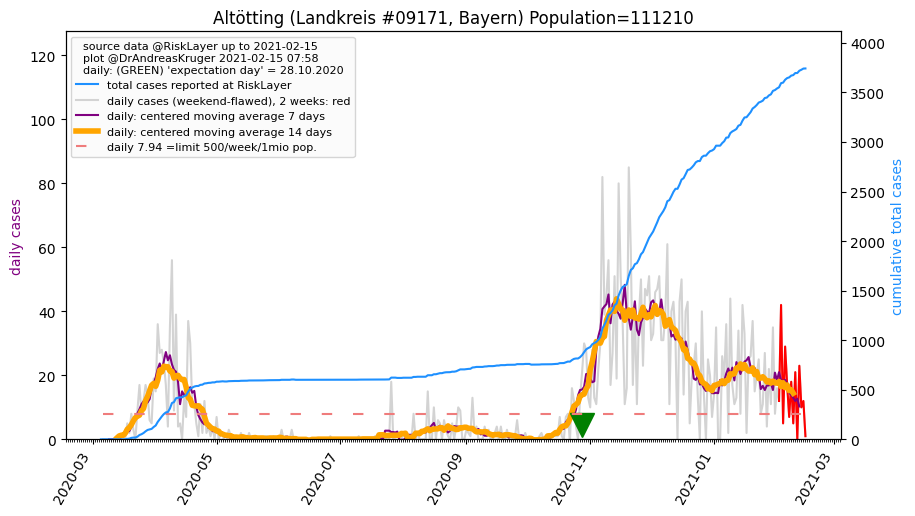 Altötting (Landkreis #09171, Bayern) Population=111210
source data @RiskLayer up to 2021-02-15
plot @DrAndreasKruger 2021-02-15 07:58
daily: (GREEN) 'expectation day' = 28.10.2020
total cases reported at RiskLayer
daily cases (weekend-flawed), 2 weeks: red
daily: centered moving average 7 days
daily: centered moving average 14 days
daily 7.94 =limit 500/week/1mio pop.
daily cases
120
100
80
60
40
20
0
cumulative total cases
4000
3500
3000
2500
2000
1500
1000
500
0
2020-03
2020-05
2020-07
2020-09
2020-11
2021-01
2021-03